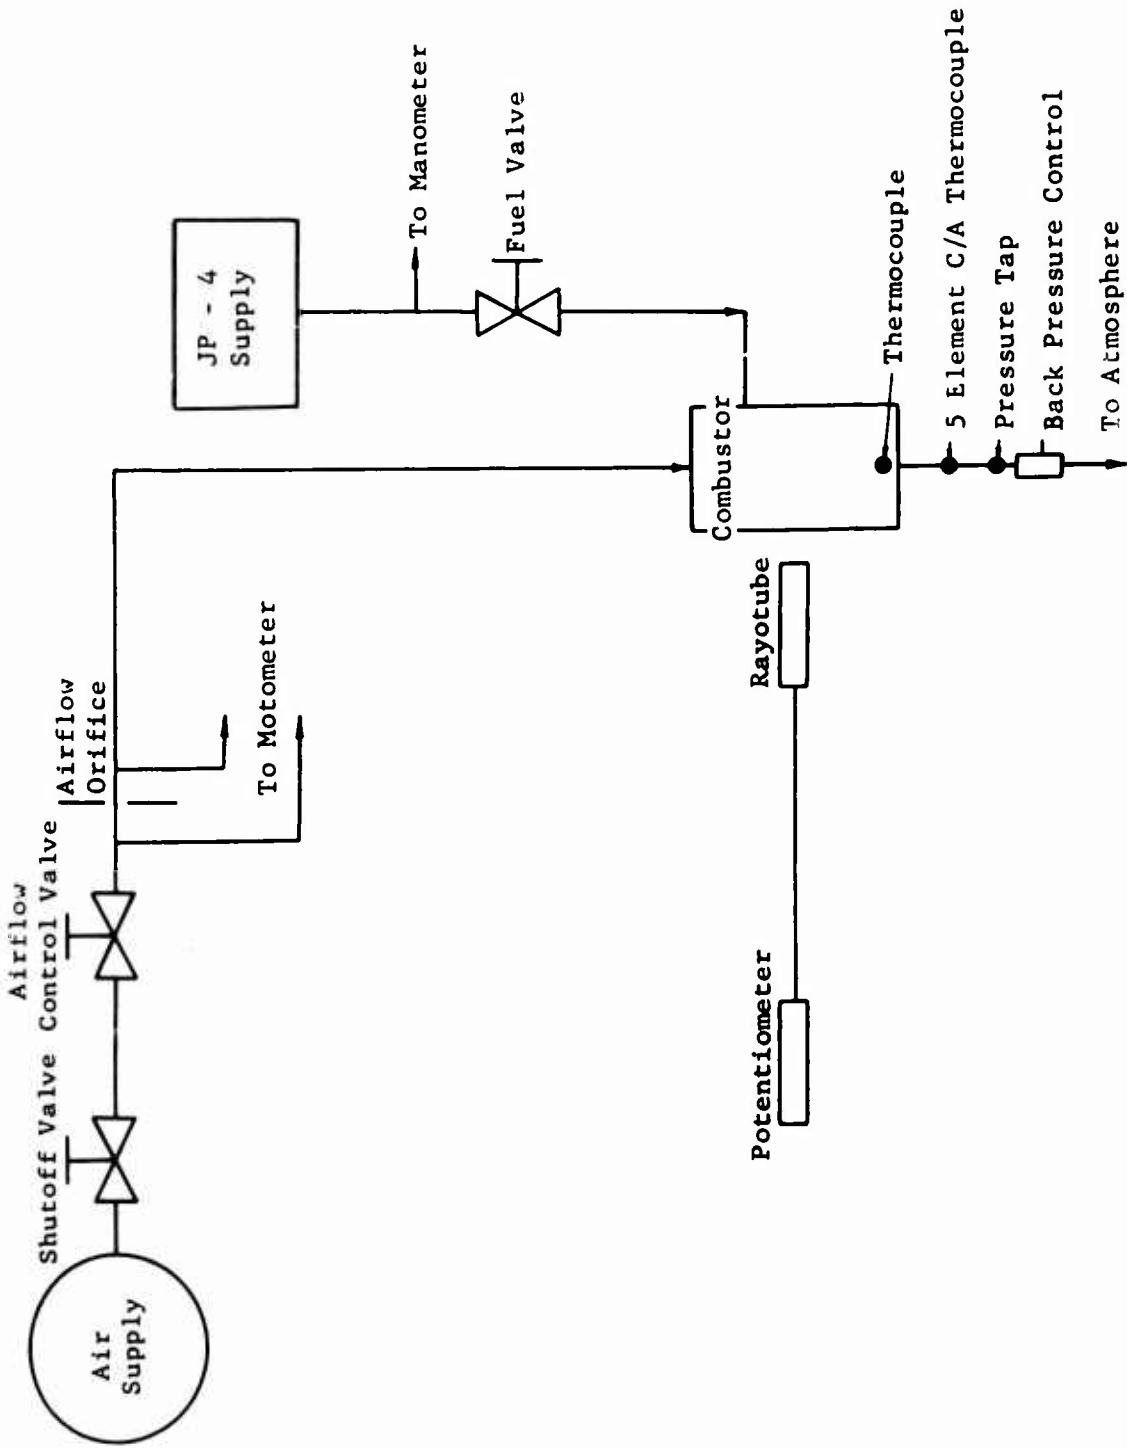 Air
Supply
Shutoff Valve
Airflow
Control Valve
Airflow
Orifice
To Motometer
JP - 4
Supply
To Manometer
Fuel Valve
Combustor
Potentiometer
Rayotube
Thermocouple
5 Element C/A Thermocouple
Pressure Tap
Back Pressure Control
To Atmosphere